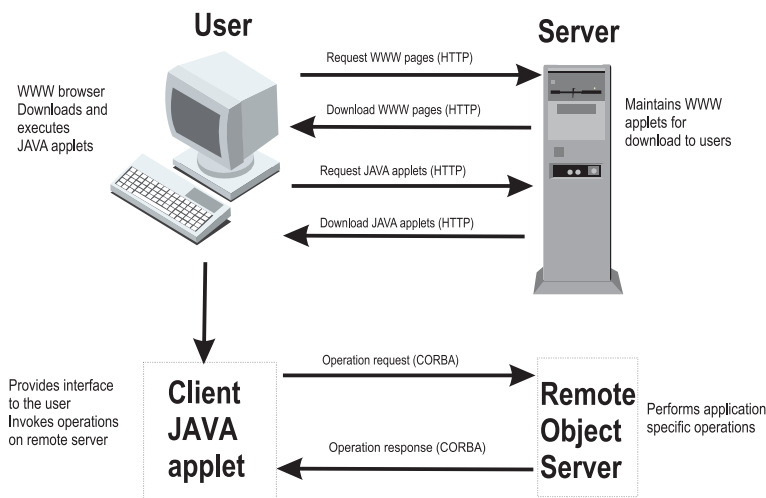 User
Server
Request WWW pages (HTTP)
WWW browser
Downloads and
executes
JAVA applets
Download WWW pages (HTTP)
Maintains WWW
applets for
download to users
Request JAVA applets (HTTP)
Download JAVA applets (HTTP)
Operation request (CORBA)
Provides interface
to the user
Invokes operations
on remote server
Client
JAVA
applet
Remote
Object
Server
Performs application
specific operations
Operation response (CORBA)